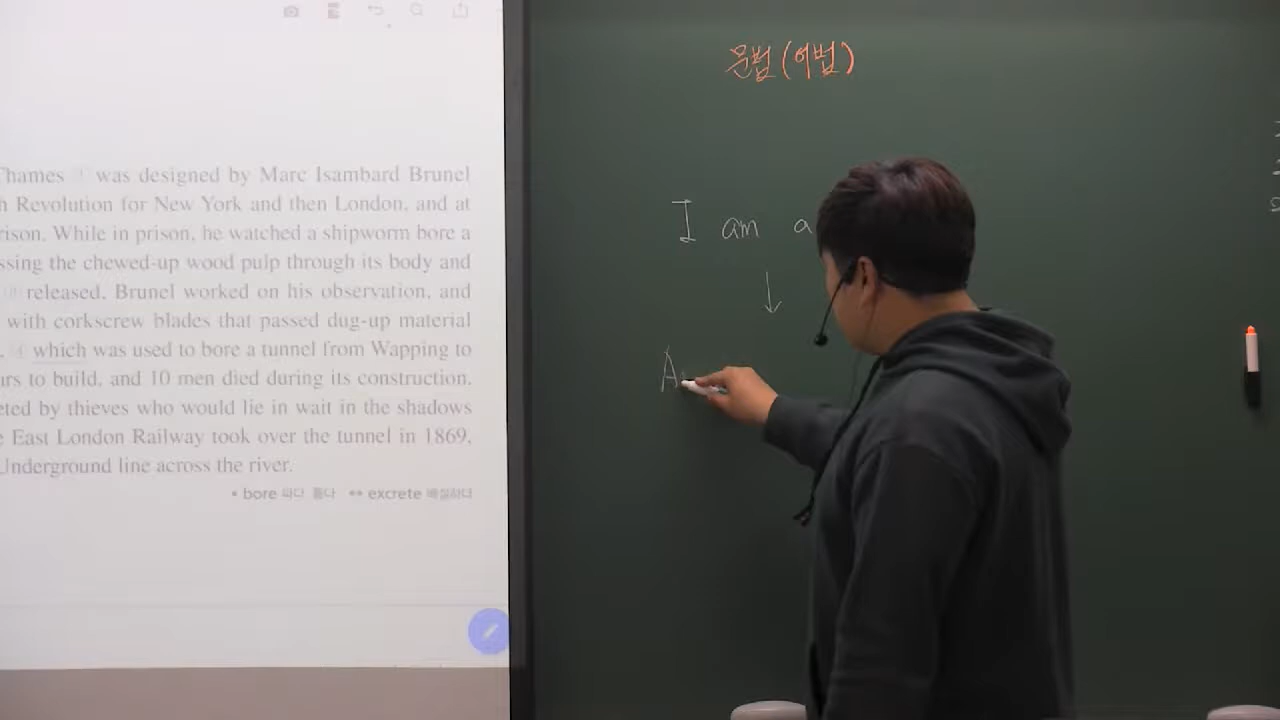 Thames was designed by Marc Isambard Brunel
Revolution for New York and then London, and at
While in prison, he watched a shipworm bore a
the chewed-up wood pulp through its body and
released, Brunel worked on his observation, and
with corkscrew blades that passed dug-up material
which was used to bore a tunnel from Wapping to
to build, and 10 men died during its construction.
by thieves who would lie in wait in the shadows
East London Railway took over the tunnel in 1869,
Underground line across the river.
* bore 파다 뚫다 ** excrete 배설하다
문법(어법)
I am a
↓
A